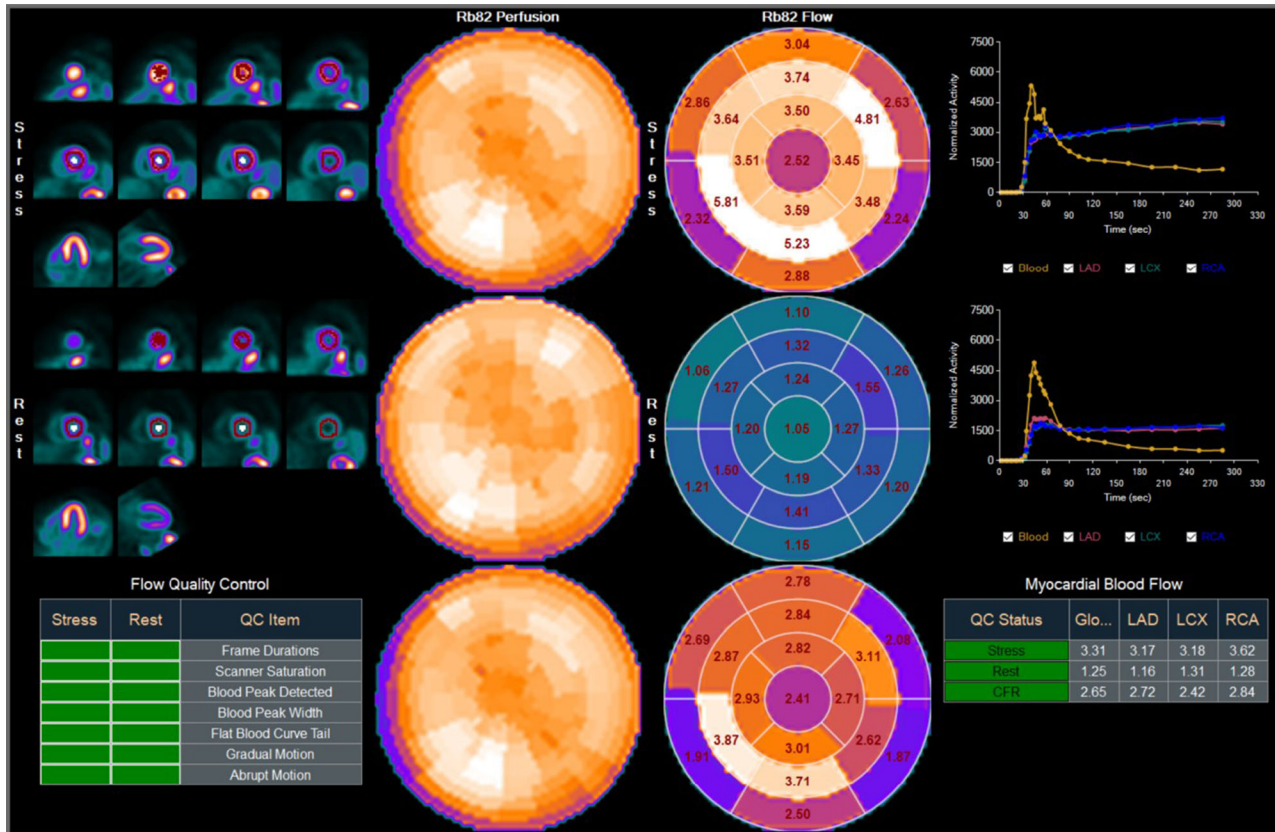 Rb82 Perfusion
Rb82 Flow
Stress
Stress
3.04
3.74
2.86
2.63
3.64
3.50
4.81
3.51
2.52
3.45
5.81
3.59
3.48
2.32
2.24
5.23
2.88
Normalized Activity
7500
6000
4500
3000
1500
0
0 30 60 90 120 150 180 210 240 270 300 330
Time (sec)
Blood LAD LCX RCA
Rest
Rest
1.10
1.32
1.06
1.26
1.27
1.24
1.55
1.20
1.05
1.27
1.50
1.19
1.33
1.21
1.20
1.41
1.15
Normalized Activity
7500
6000
4500
3000
1500
0
0 30 60 90 120 150 180 210 240 270 300 330
Time (sec)
Blood LAD LCX RCA
Flow Quality Control
Stress Rest QC Item
Frame Durations
Scanner Saturation
Blood Peak Detected
Blood Peak Width
Flat Blood Curve Tail
Gradual Motion
Abrupt Motion
2.78
2.84
2.69
2.08
2.87
2.82
3.11
2.93
2.41
2.71
3.87
3.01
2.62
1.91
1.87
3.71
2.50
Myocardial Blood Flow
QC Status Glo... LAD LCX RCA
Stress 3.31 3.17 3.18 3.62
Rest 1.25 1.16 1.31 1.28
CFR 2.65 2.72 2.42 2.84